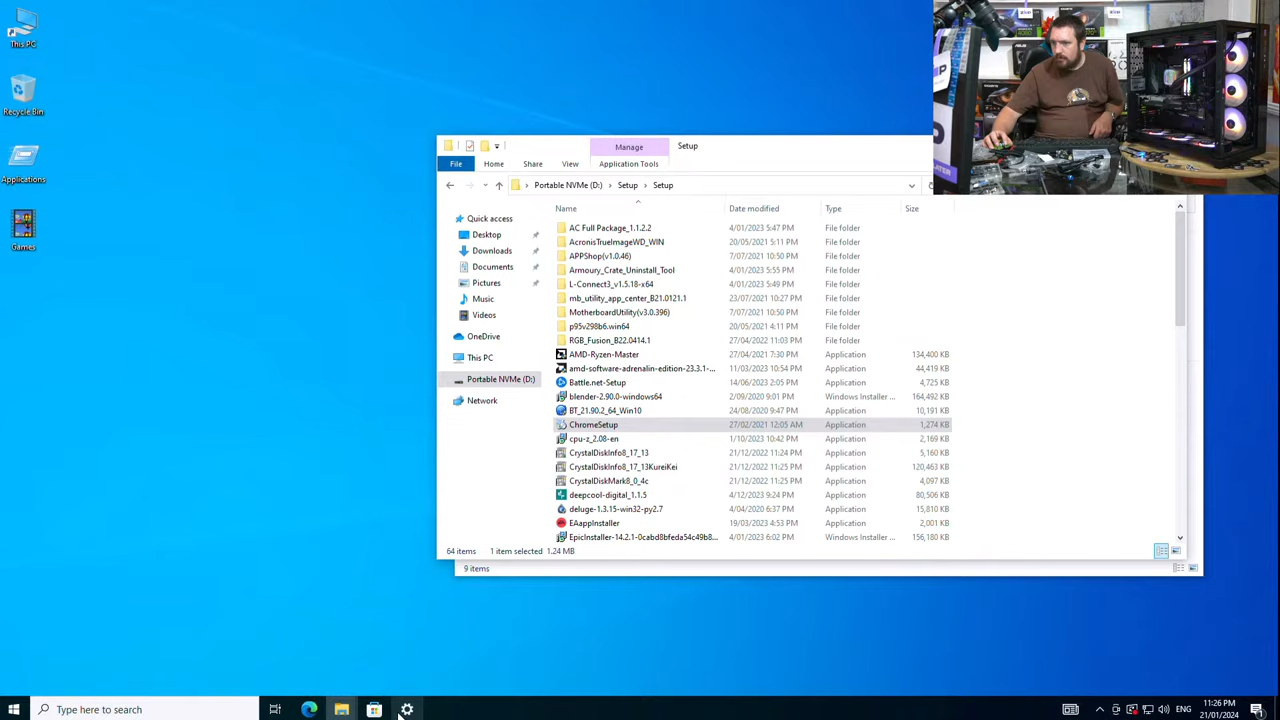 This PC
Recycle Bin
Applications
Games
Manage
Setup
File
Home
Share
View
Application Tools
Portable NVMe (D:)
Setup
Setup
Name
Date modified
Type
Size
Quick access
Desktop
Downloads
Documents
Pictures
Music
Videos
OneDrive
This PC
Portable NVMe (D:)
Network
AC Full Package_1.1.2.2 4/01/2023 5:47 PM File folder
AcronisTrueImageWD_WIN 20/05/2021 5:11 PM File folder
APPShop(v1.0.46) 7/07/2021 10:50 PM File folder
Armoury_Crate_Uninstall_Tool 4/01/2023 5:55 PM File folder
L-Connect3_v1.5.18-x64 4/01/2023 5:49 PM File folder
mb_utility_app_center_B21.0121.1 23/07/2021 10:27 PM File folder
MotherboardUtility(v3.0.396) 7/07/2021 10:50 PM File folder
p95v298b6.win64 20/05/2021 4:11 PM File folder
RGB_Fusion_B22.0414.1 27/04/2022 11:03 PM File folder
AMD-Ryzen-Master 27/04/2021 7:30 PM Application 134,400 KB
amd-software-adrenalin-edition-23.3.1-... 11/03/2023 10:54 PM Application 44,419 KB
Battle.net-Setup 14/06/2023 2:05 PM Application 4,725 KB
blender-2.90.0-windows64 2/09/2020 9:01 PM Windows Installer ... 164,492 KB
BT_21.90.2_64_Win10 24/08/2020 9:47 PM Application 10,191 KB
ChromeSetup 27/02/2021 12:05 AM Application 1,274 KB
cpu-z_2.08-en 1/10/2023 10:42 PM Application 2,169 KB
CrystalDiskInfo8_17_13 21/12/2022 11:24 PM Application 5,160 KB
CrystalDiskInfo8_17_13KureiKei 21/12/2022 11:25 PM Application 120,463 KB
CrystalDiskMark8_0_4c 21/12/2022 11:25 PM Application 4,097 KB
deepcool-digital_1.1.5 4/12/2023 9:24 PM Application 80,506 KB
deluge-1.3.15-win32-py2.7 4/04/2020 6:37 PM Application 15,810 KB
EAappInstaller 19/03/2023 4:53 PM Application 2,001 KB
EpicInstaller-14.2.1-0cabd8bfeda54c49b8... 4/01/2023 6:02 PM Windows Installer ... 156,180 KB
64 items 1 item selected 1.24 MB
9 items
Type here to search
ENG
11:26 PM
21/01/2024